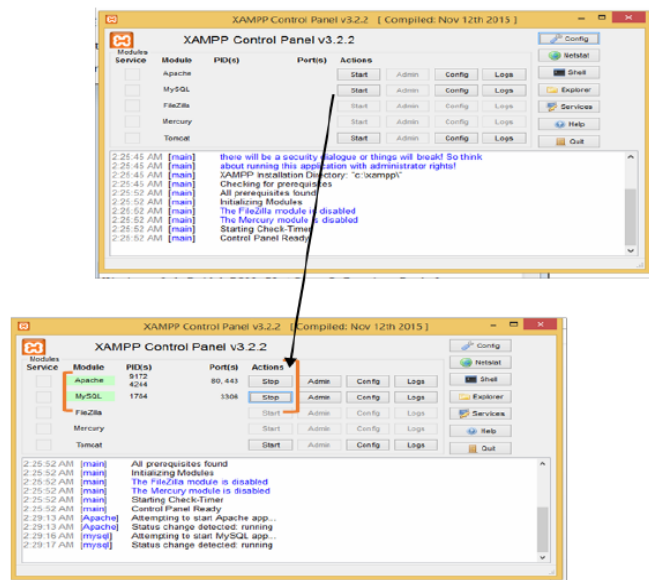 XAMPP Control Panel v3.2.2 [ Compiled: Nov 12th 2015 ]
XAMPP Control Panel v3.2.2
Config
Netstat
Shell
Explorer
Services
Help
Quit
Modules
Service Module PID(s) Port(s) Actions
Apache Start Admin Config Logs
MySQL Start Admin Config Logs
FileZilla Start Admin Config Logs
Mercury Start Admin Config Logs
Tomcat Start Admin Config Logs
2:25:45 AM [main] there will be a security dialogue or things will break! So think
2:25:45 AM [main] about running this application with administrator rights!
2:25:45 AM [main] XAMPP Installation Directory: "c:\xampp\"
2:25:45 AM [main] Checking for prerequisites
2:25:52 AM [main] All prerequisites found
2:25:52 AM [main] Initializing Modules
2:25:52 AM [main] The FileZilla module is disabled
2:25:52 AM [main] The Mercury module is disabled
2:25:52 AM [main] Starting Check-Timer
2:25:52 AM [main] Control Panel Ready
XAMPP Control Panel v3.2.2 [ Compiled: Nov 12th 2015 ]
XAMPP Control Panel v3.2.2
Config
Netstat
Shell
Explorer
Services
Help
Quit
Modules
Service Module PID(s) Port(s) Actions
Apache 9172 4244 80, 443 Stop Admin Config Logs
MySQL 1784 3306 Stop Admin Config Logs
FileZilla Start Admin Config Logs
Mercury Start Admin Config Logs
Tomcat Start Admin Config Logs
2:25:52 AM [main] All prerequisites found
2:25:52 AM [main] Initializing Modules
2:25:52 AM [main] The FileZilla module is disabled
2:25:52 AM [main] The Mercury module is disabled
2:25:52 AM [main] Starting Check-Timer
2:25:52 AM [main] Control Panel Ready
2:29:13 AM [Apache] Attempting to start Apache app...
2:29:13 AM [Apache] Status change detected: running
2:29:16 AM [mysql] Attempting to start MySQL app...
2:29:17 AM [mysql] Status change detected: running